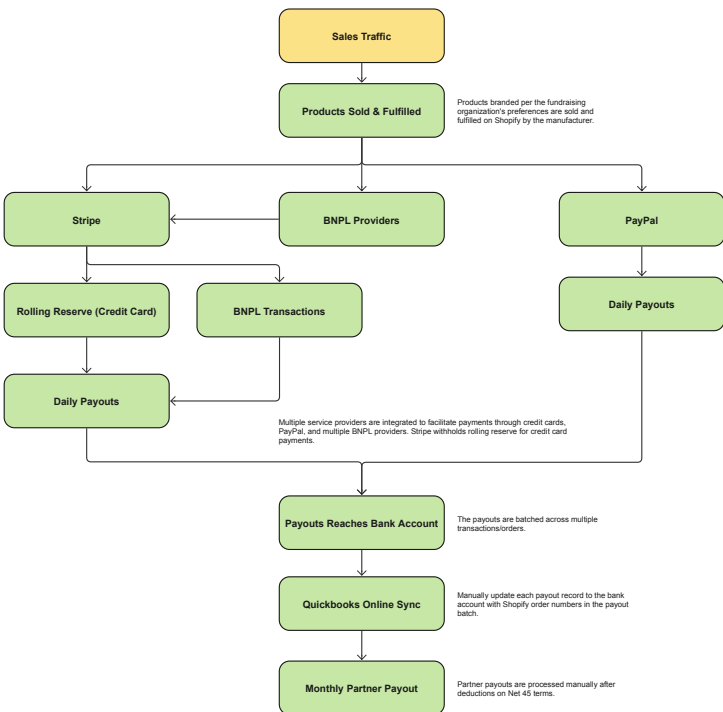 Sales Traffic
Products Sold & Fulfilled
Products branded per the fundraising
organization's preferences are sold and
fulfilled on Shopify by the manufacturer.
Stripe
BNPL Providers
PayPal
Rolling Reserve (Credit Card)
BNPL Transactions
Daily Payouts
Daily Payouts
Multiple service providers are integrated to facilitate payments through credit cards,
PayPal, and multiple BNPL providers. Stripe withholds rolling reserve for credit card
payments.
Payouts Reaches Bank Account
The payouts are batched across multiple
transactions/orders.
Quickbooks Online Sync
Manually update each payout record to the bank
account with Shopify order numbers in the payout
batch.
Monthly Partner Payout
Partner payouts are processed manually after
deductions on Net 45 terms.